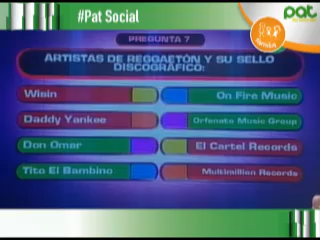 #Pat Social
pat
PREGUNTA 7
ARTISTAS DE REGGAETÓN Y SU SELLO
DISCOGRÁFICO:
Wisin
On Fire Music
Daddy Yankee
Orfanato Music Group
Don Omar
El Cartel Records
Tito El Bambino
Multimillian Records